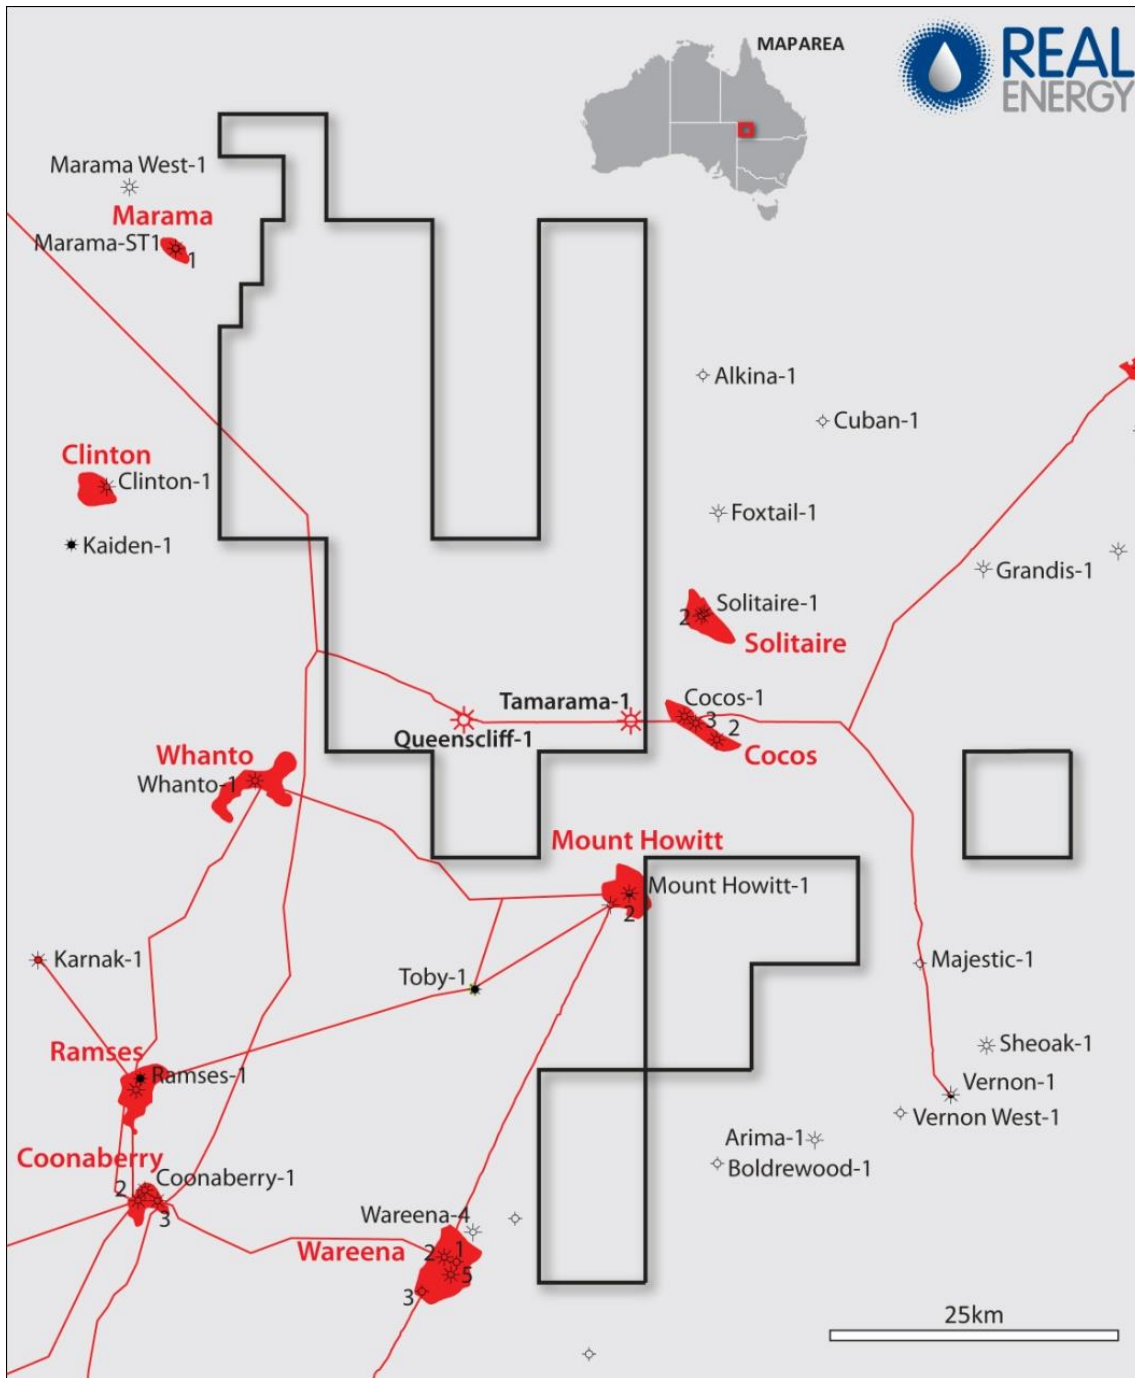 MAPAREA
REAL
ENERGY
Marama West-1
Marama
Marama-ST1
1
Alkina-1
Cuban-1
Clinton
Clinton-1
Foxtail-1
Kaiden-1
Grandis-1
Solitaire-1
2
Solitaire
Tamarama-1
Cocos-1
3
2
Queenscliff-1
Cocos
Whanto
Whanto-1
Mount Howitt
Mount Howitt-1
2
Karnak-1
Toby-1
Majestic-1
Ramses
Ramses-1
Sheoak-1
Vernon-1
Vernon West-1
Arima-1
Boldrewood-1
Coonaberry
Coonaberry-1
2
3
Wareena-4
Wareena
2
1
5
3
25km